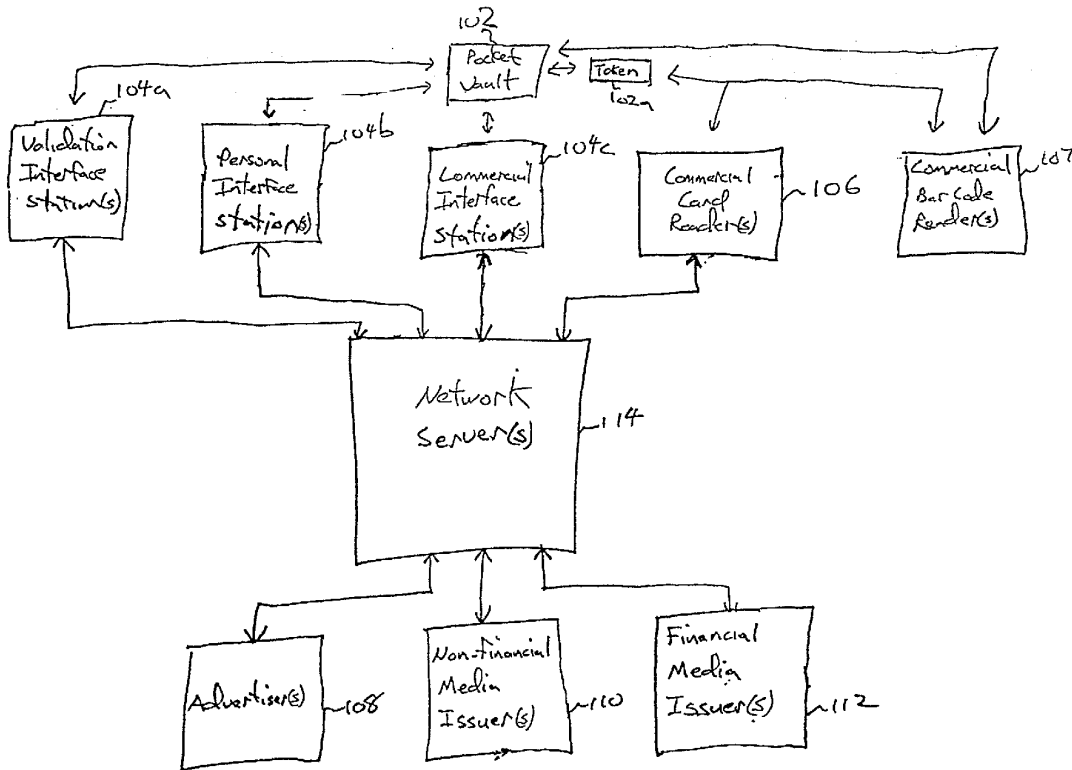 102
Pocket
Vault
Token
102a
104a
Validation
Interface
Station(s)
104b
Personal
Interface
Station(s)
104c
Commercial
Interface
Station(s)
Commercial
Card
Reader(s)
106
107
Commercial
Bar Code
Reader(s)
Network
Server(s)
114
Advertiser(s)
108
Non-financial
Media
Issuer(s)
110
Financial
Media
Issuer(s)
112